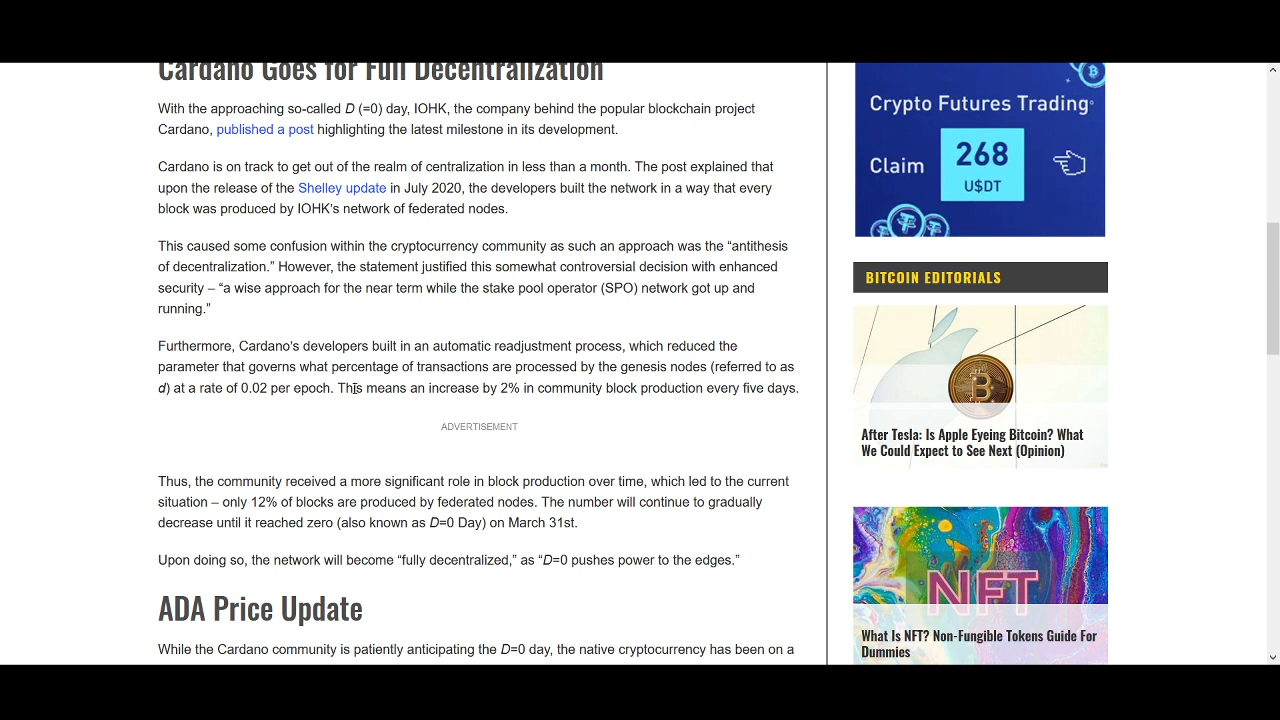 Cardano Goes for Full Decentralization
With the approaching so-called D (=0) day, IOHK, the company behind the popular blockchain project
Cardano, published a post highlighting the latest milestone in its development.
Cardano is on track to get out of the realm of centralization in less than a month. The post explained that
upon the release of the Shelley update in July 2020, the developers built the network in a way that every
block was produced by IOHK's network of federated nodes.
This caused some confusion within the cryptocurrency community as such an approach was the “antithesis
of decentralization.” However, the statement justified this somewhat controversial decision with enhanced
security – “a wise approach for the near term while the stake pool operator (SPO) network got up and
running.”
Furthermore, Cardano's developers built in an automatic readjustment process, which reduced the
parameter that governs what percentage of transactions are processed by the genesis nodes (referred to as
d) at a rate of 0.02 per epoch. This means an increase by 2% in community block production every five days.
ADVERTISEMENT
Thus, the community received a more significant role in block production over time, which led to the current
situation – only 12% of blocks are produced by federated nodes. The number will continue to gradually
decrease until it reached zero (also known as D=0 Day) on March 31st.
Upon doing so, the network will become “fully decentralized,” as “D=0 pushes power to the edges.”
ADA Price Update
While the Cardano community is patiently anticipating the D=0 day, the native cryptocurrency has been on a
Crypto Futures Trading
Claim
268
U$DT
BITCOIN EDITORIALS
After Tesla: Is Apple Eyeing Bitcoin? What
We Could Expect to See Next (Opinion)
NFT
What Is NFT? Non-Fungible Tokens Guide For
Dummies